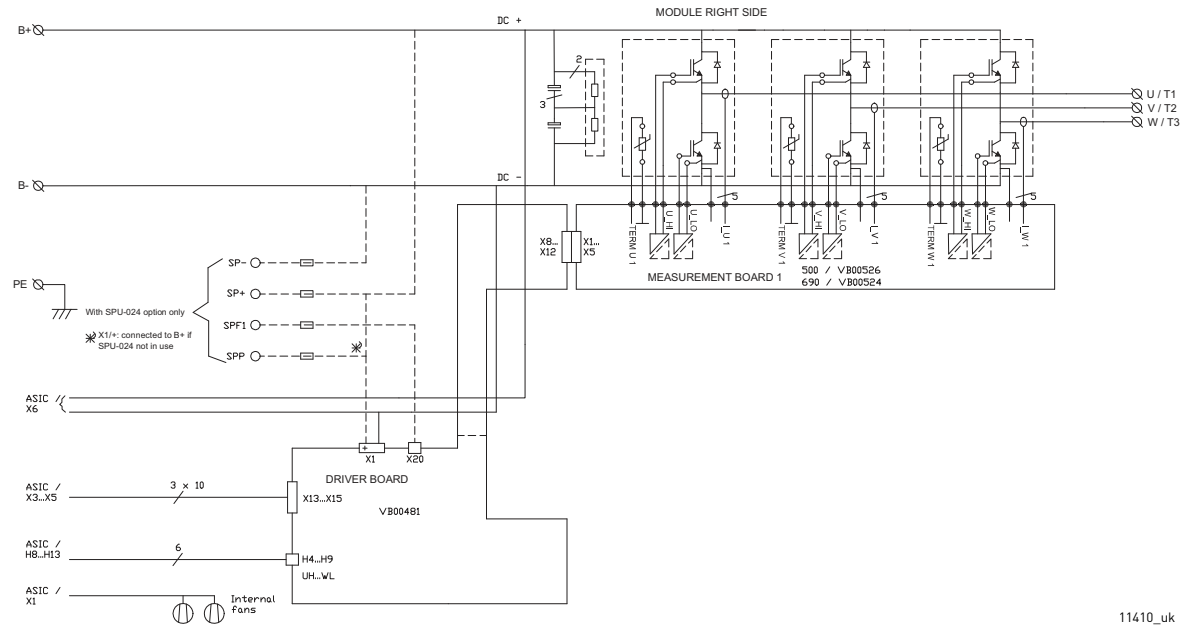 MODULE RIGHT SIDE
DC +
B+
2
3
U / T1
V / T2
W / T3
B-
DC -
5
5
5
TERM U 1
U_HI
U_LO
I_U 1
TERM V 1
V_HI
V_LO
I_V 1
TERM W 1
W_HI
W_LO
I_W 1
X8...
X12
X1...
X5
MEASUREMENT BOARD 1
500 / VB00526
690 / VB00524
SP-
PE
SP+
With SPU-024 option only
SPF1
X1/+: connected to B+ if
SPU-024 not in use
SPP
ASIC /
X6
+
X1
X20
DRIVER BOARD
ASIC /
X3...X5
3 x 10
X13...X15
VB00481
ASIC /
H8...H13
6
H4...H9
UH...WL
ASIC /
X1
Internal
fans
11410_uk